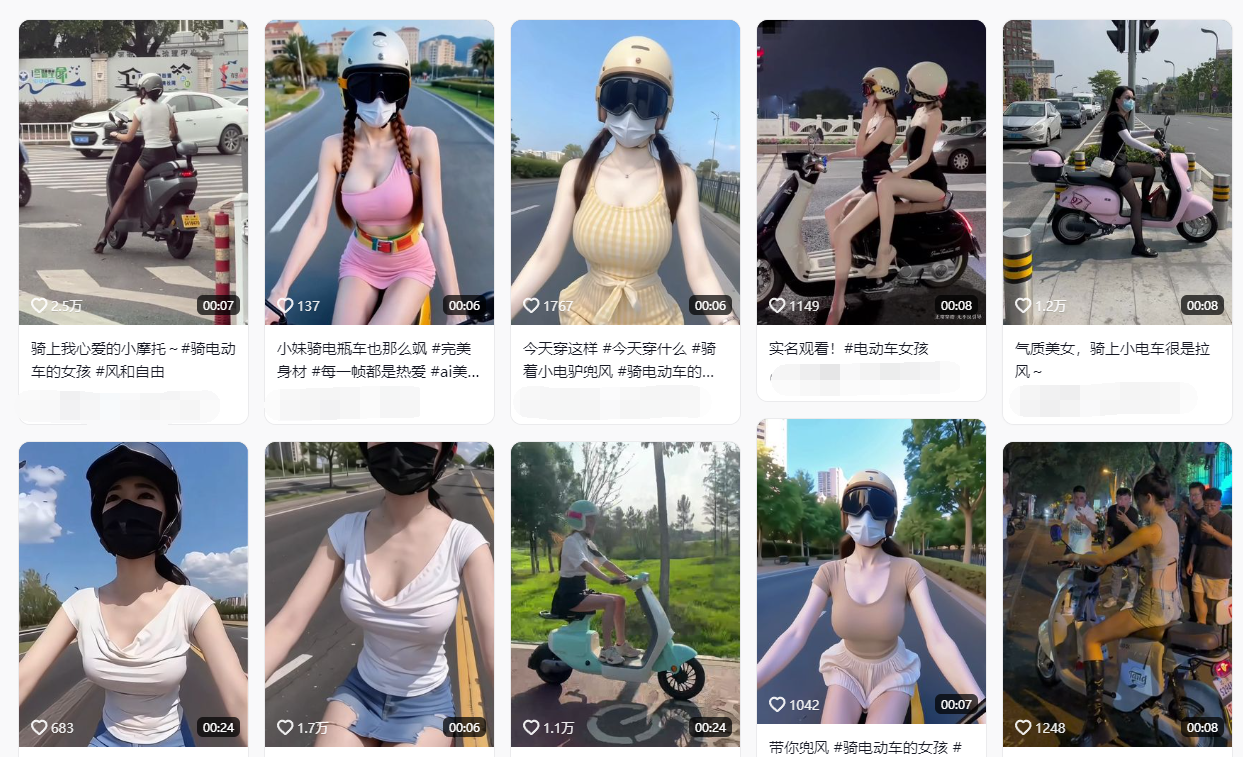 2.5万
00:07
137
00:06
1767
00:06
1149
00:08
1.2万
00:08
骑上我心爱的小摩托～#骑电动
车的女孩 #风和自由
小妹骑电瓶车也那么飒 #完美
身材 #每一帧都是热爱 #ai美...
今天穿这样 #今天穿什么 #骑
着小电驴兜风 #骑电动车的...
实名观看！#电动车女孩
气质美女，骑上小电车很是拉
风～
683
00:24
1.7万
00:06
1.1万
00:24
1042
00:07
1248
00:08
带你兜风 #骑电动车的女孩 #